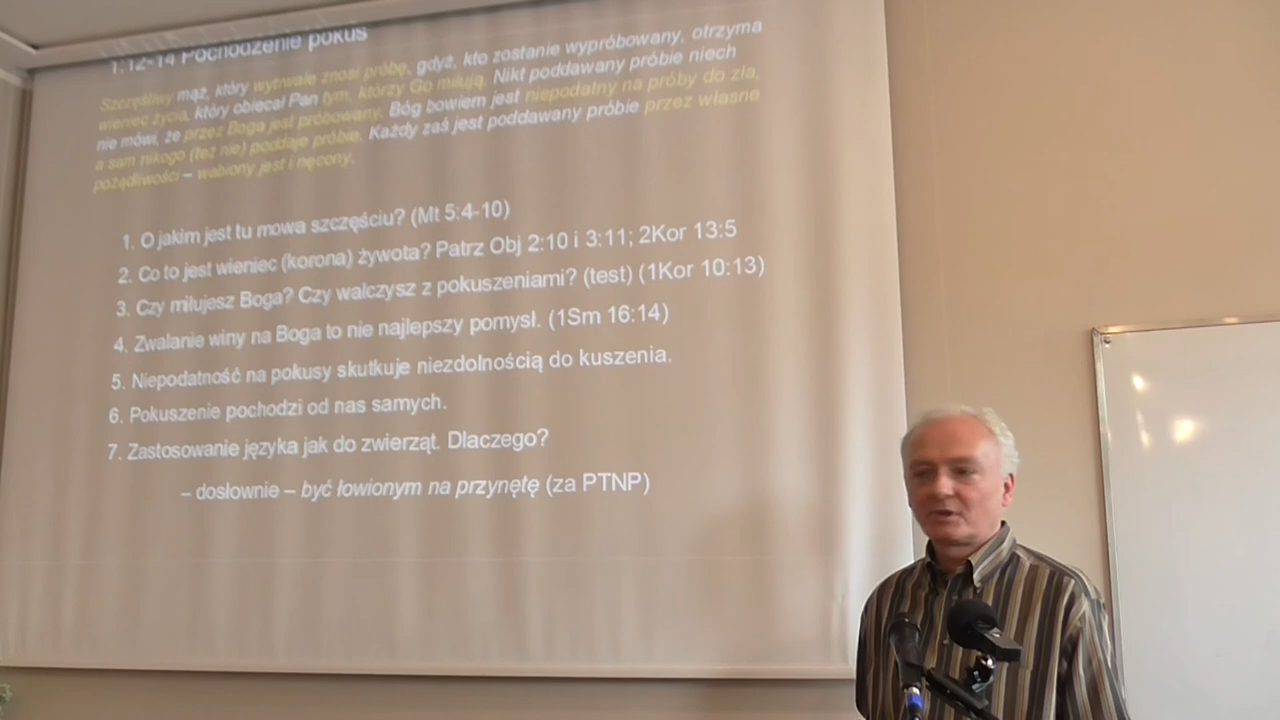 1:12-14 Pochodzenie pokus
Szczęśliwy mąż, który wytrwale znosi próbę, gdyż, kto zostanie wypróbowany, otrzyma
wieniec życia, który obiecał Pan tym, którzy Go miłują. Nikt poddawany próbie niech
nie mówi, że przez Boga jest próbowany. Bóg bowiem jest niepodatny na próby do zła,
a sam nikogo (też nie) poddaje próbie. Każdy zaś jest poddawany próbie przez własne
pożądliwości – wabiony jest i nęcony.
1. O jakim jest tu mowa szczęściu? (Mt 5:4-10)
2. Co to jest wieniec (korona) żywota? Patrz Obj 2:10 i 3:11; 2Kor 13:5
3. Czy miłujesz Boga? Czy walczysz z pokuszeniami? (test) (1Kor 10:13)
4. Zwalanie winy na Boga to nie najlepszy pomysł. (1Sm 16:14)
5. Niepodatność na pokusy skutkuje niezdolnością do kuszenia.
6. Pokuszenie pochodzi od nas samych.
7. Zastosowanie języka jak do zwierząt. Dlaczego?
– dosłownie – być łowionym na przynętę (za PTNP)